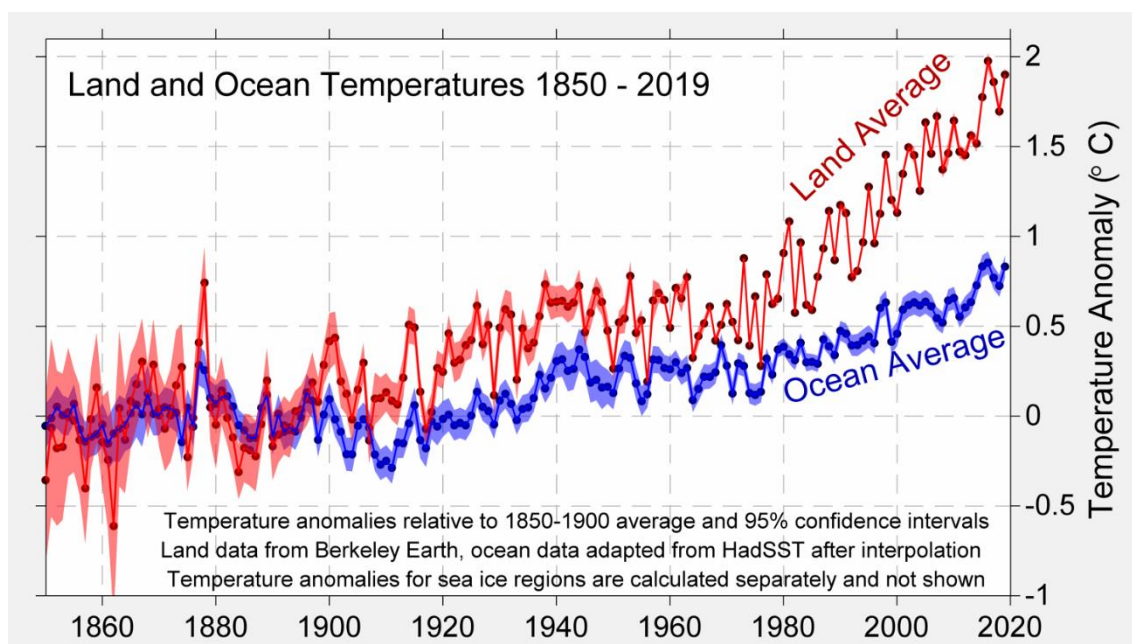 Land and Ocean Temperatures 1850 - 2019
Land Average
Ocean Average
Temperature anomalies relative to 1850-1900 average and 95% confidence intervals
Land data from Berkeley Earth, ocean data adapted from HadSST after interpolation
Temperature anomalies for sea ice regions are calculated separately and not shown
2
1.5
1
0.5
0
-0.5
-1
Temperature Anomaly (° C)
1860 1880 1900 1920 1940 1960 1980 2000 2020